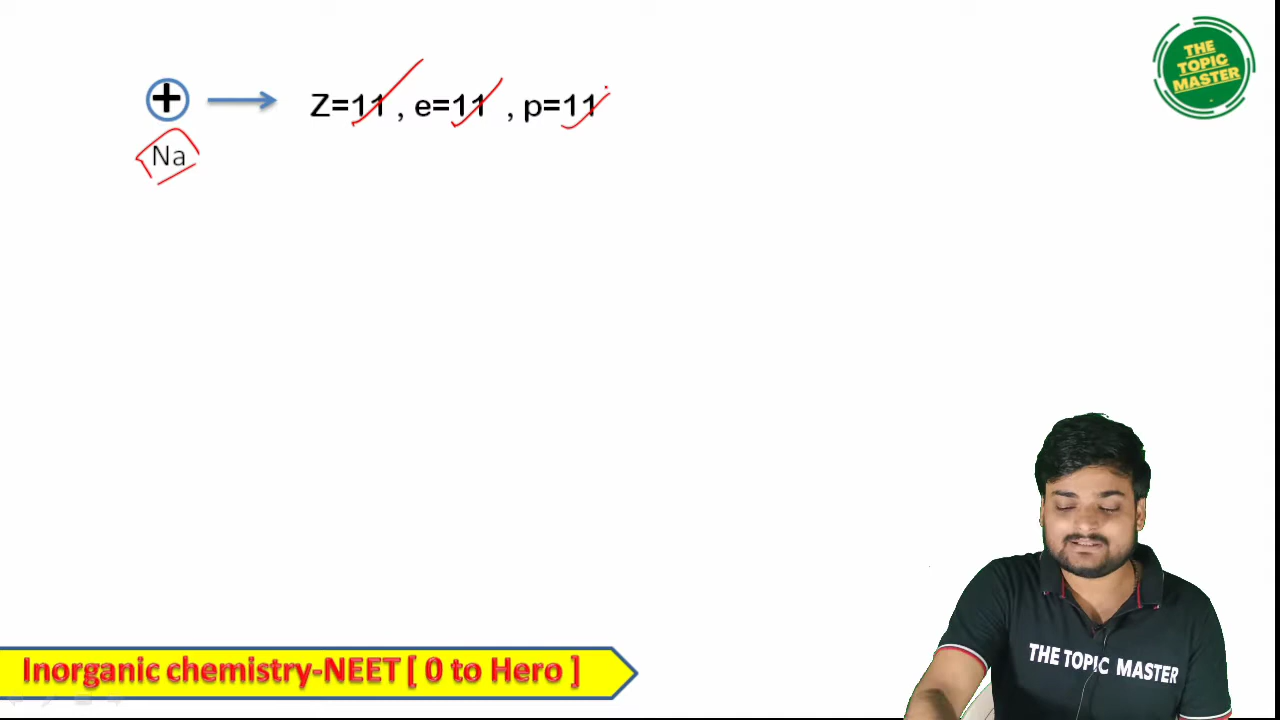 +
Z=11 , e=11 , p=11
Na
THE
TOPIC
MASTER
THE TOPIC MASTER
Inorganic chemistry-NEET [ 0 to Hero ]